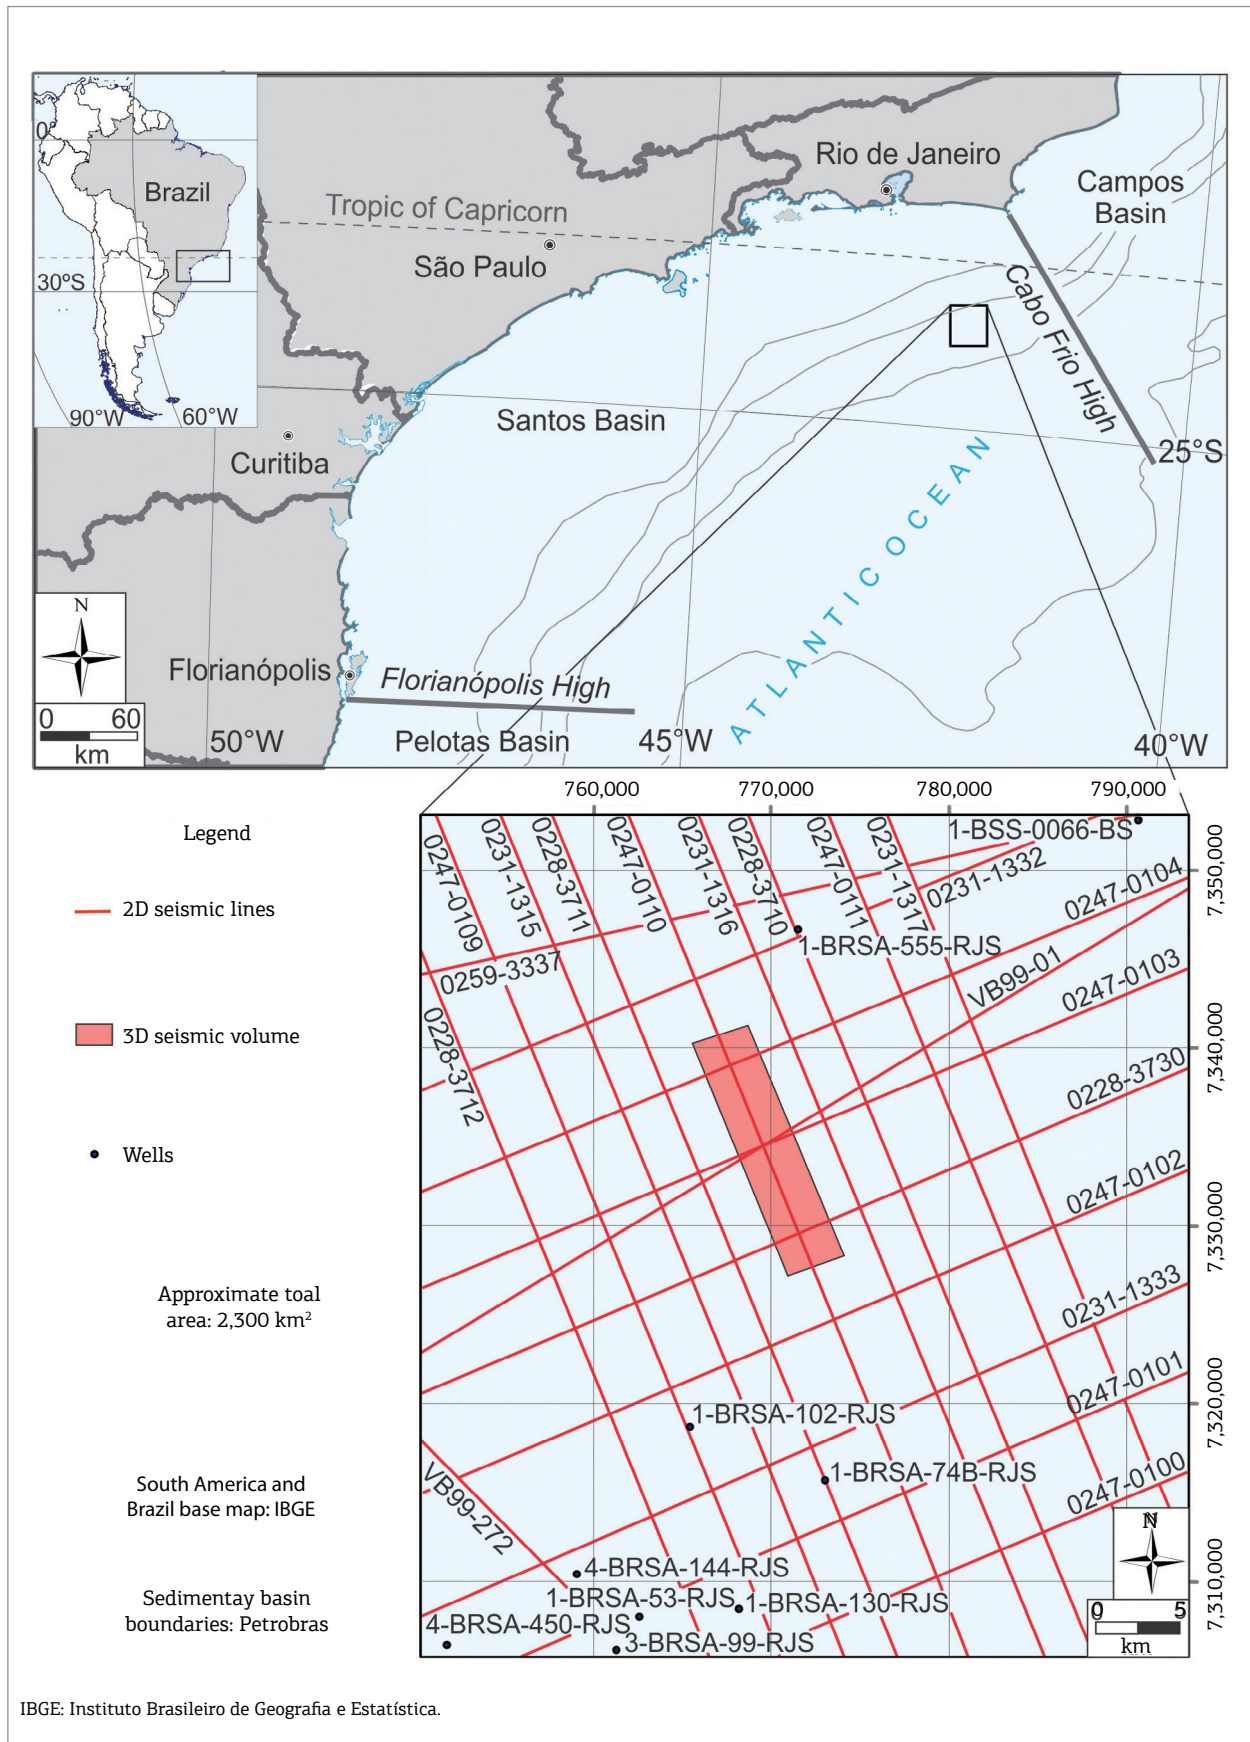 0°
Brazil
30°S
90°W
60°W
Rio de Janeiro
Campos
Basin
Tropic of Capricorn
São Paulo
Cabo Frio High
Santos Basin
25°S
Curitiba
ATLANTIC OCEAN
N
Florianópolis
Florianópolis High
0 60
km
50°W
Pelotas Basin
45°W
40°W
760,000
770,000
780,000
790,000
Legend
2D seismic lines
3D seismic volume
Wells
Approximate toal
area: 2,300 km²
South America and
Brazil base map: IBGE
Sedimentay basin
boundaries: Petrobras
0247-0109
0231-1315
0228-3711
0247-0110
0231-1316
0228-3710
0247-0111
0231-1317
1-BSS-0066-BS
0231-1332
0247-0104
7,350,000
1-BRSA-555-RJS
0259-3337
VB99-01
0247-0103
0228-3712
7,340,000
0228-3730
0247-0102
7,330,000
0231-1333
0247-0101
7,320,000
1-BRSA-102-RJS
1-BRSA-74B-RJS
0247-0100
VB99-272
N
4-BRSA-144-RJS
1-BRSA-53-RJS
1-BRSA-130-RJS
7,310,000
4-BRSA-450-RJS
3-BRSA-99-RJS
0 5
km
IBGE: Instituto Brasileiro de Geografia e Estatística.